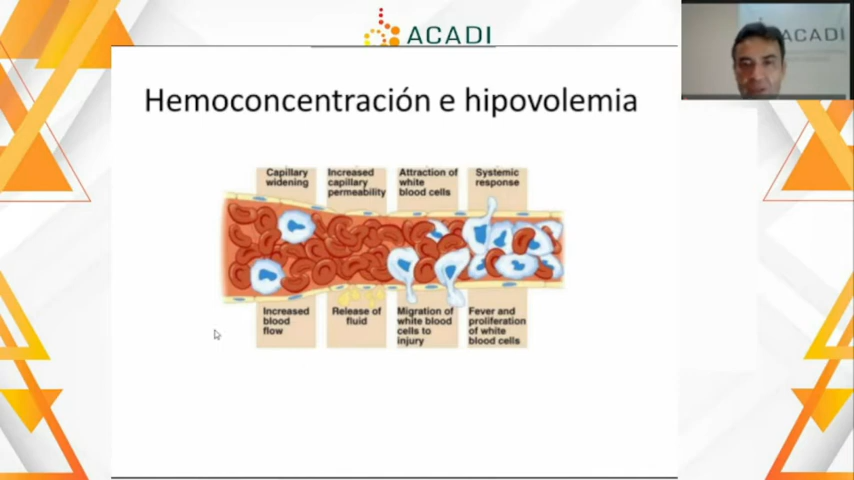 ACADI
ACADI
Hemoconcentración e hipovolemia
Capillary
widening
Increased
capillary
permeability
Attraction of
white
blood cells
Systemic
response
Increased
blood
flow
Release of
fluid
Migration of
white blood
cells to
injury
Fever and
proliferation
of white
blood cells